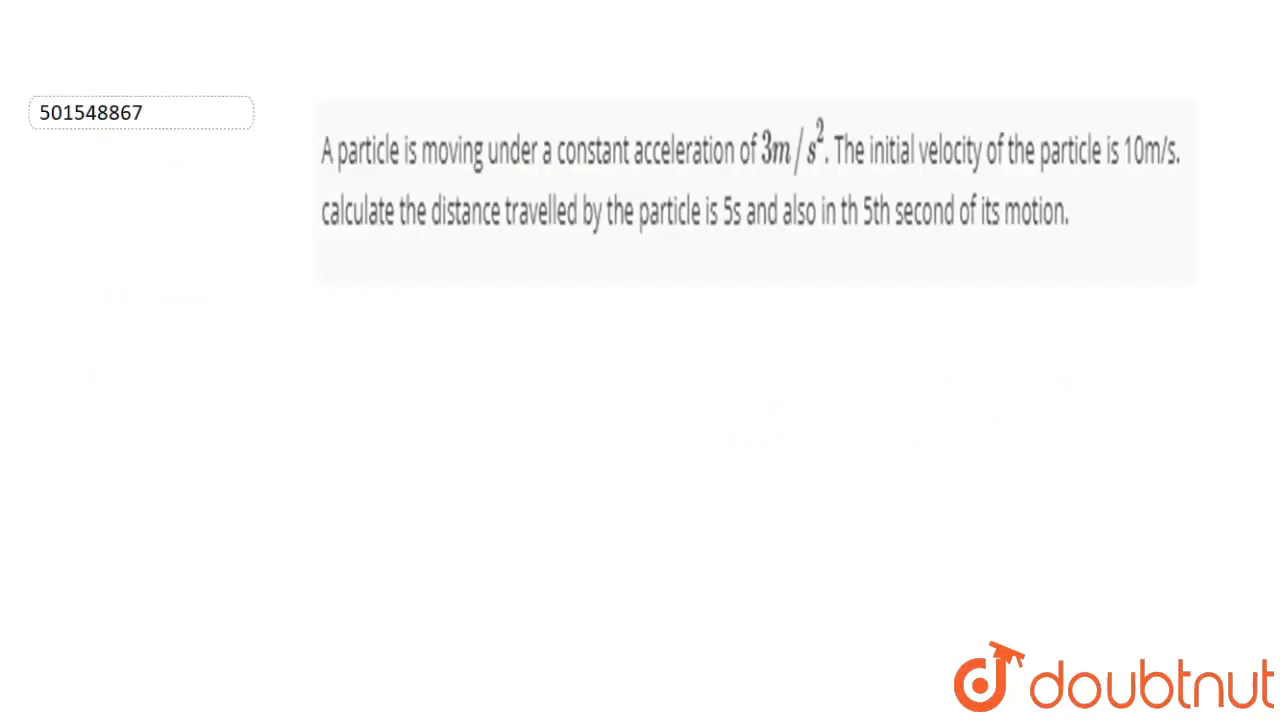 501548867
A particle is moving under a constant acceleration of 3m/s². The initial velocity of the particle is 10m/s.
calculate the distance travelled by the particle is 5s and also in th 5th second of its motion.
doubtnut